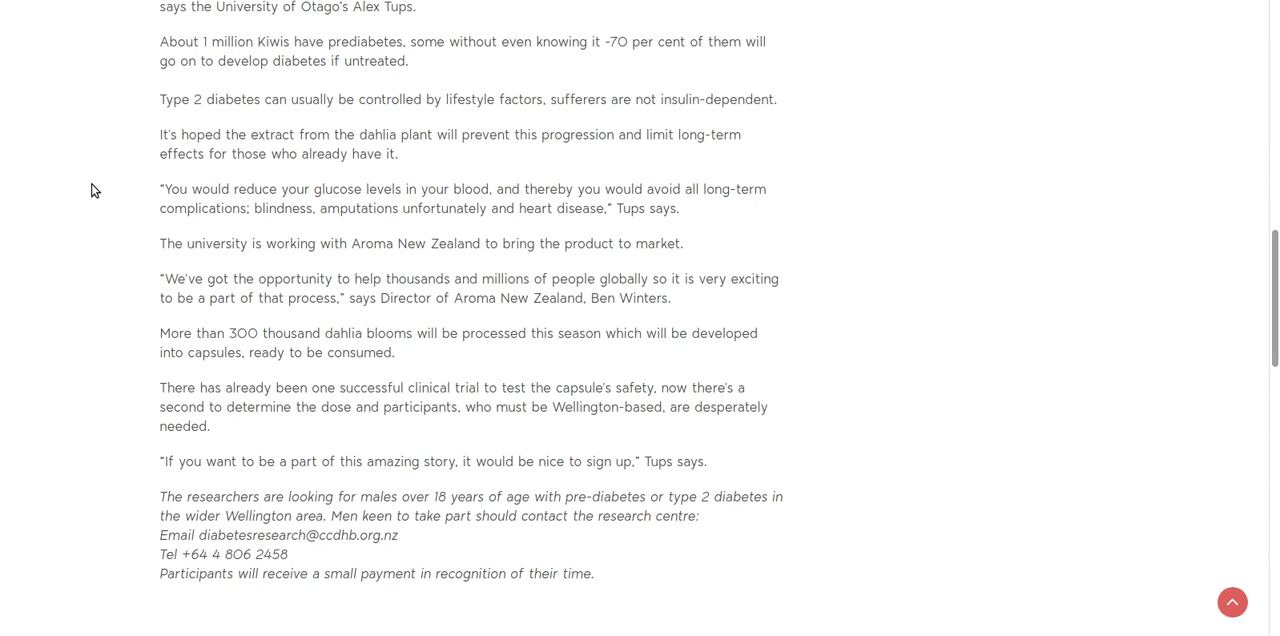 says the University of Otago's Alex Tups.
About 1 million Kiwis have prediabetes, some without even knowing it -70 per cent of them will
go on to develop diabetes if untreated.
Type 2 diabetes can usually be controlled by lifestyle factors, sufferers are not insulin-dependent.
It's hoped the extract from the dahlia plant will prevent this progression and limit long-term
effects for those who already have it.
“You would reduce your glucose levels in your blood, and thereby you would avoid all long-term
complications; blindness, amputations unfortunately and heart disease,” Tups says.
The university is working with Aroma New Zealand to bring the product to market.
“We've got the opportunity to help thousands and millions of people globally so it is very exciting
to be a part of that process,” says Director of Aroma New Zealand, Ben Winters.
More than 300 thousand dahlia blooms will be processed this season which will be developed
into capsules, ready to be consumed.
There has already been one successful clinical trial to test the capsule's safety, now there's a
second to determine the dose and participants, who must be Wellington-based, are desperately
needed.
“If you want to be a part of this amazing story, it would be nice to sign up,” Tups says.
The researchers are looking for males over 18 years of age with pre-diabetes or type 2 diabetes in
the wider Wellington area. Men keen to take part should contact the research centre:
Email diabetesresearch@ccdhb.org.nz
Tel +64 4 806 2458
Participants will receive a small payment in recognition of their time.